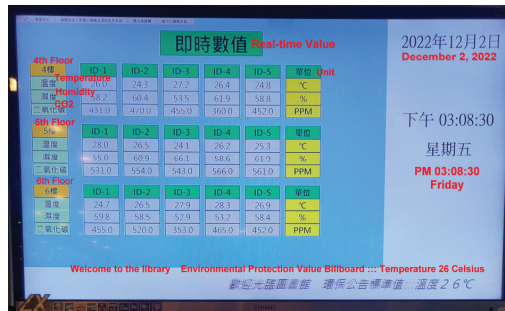 即時數值 Real-time Value
2022年12月2日
December 2, 2022
4th Floor
4樓 ID-1 ID-2 ID-3 ID-4 ID-5 單位 Unit
溫度 Temperature 26.0 24.3 27.2 26.4 24.8 ℃
濕度 Humidity 58.2 60.4 53.5 61.9 58.8 %
二氧化碳 CO2 431.0 470.0 455.0 360.0 452.0 PPM
5th Floor
5樓 ID-1 ID-2 ID-3 ID-4 ID-5 單位
溫度 28.0 26.5 24.1 26.2 25.3 ℃
濕度 55.0 60.9 66.1 58.6 61.9 %
二氧化碳 531.0 554.0 543.0 566.0 561.0 PPM
6th Floor
6樓 ID-1 ID-2 ID-3 ID-4 ID-5 單位
溫度 24.7 26.5 27.9 28.3 26.9 ℃
濕度 59.8 58.5 52.9 53.2 58.4 %
二氧化碳 455.0 520.0 353.0 465.0 452.0 PPM
下午 03:08:30
星期五
PM 03:08:30
Friday
Welcome to the library Environmental Protection Value Billboard ::: Temperature 26 Celsius
歡迎光臨圖書館 環保公告標準值:::溫度26℃